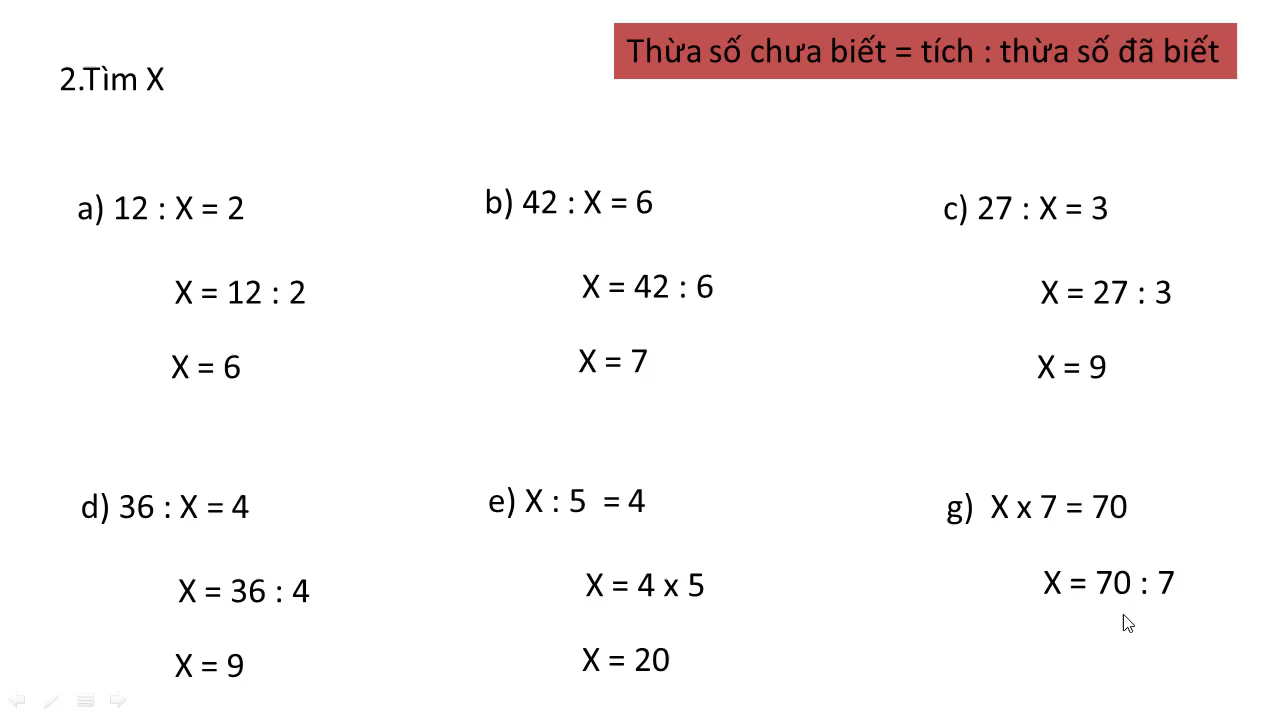 Thừa số chưa biết = tích : thừa số đã biết
2.Tìm X
a) 12 : X = 2
X = 12 : 2
X = 6
b) 42 : X = 6
X = 42 : 6
X = 7
c) 27 : X = 3
X = 27 : 3
X = 9
d) 36 : X = 4
X = 36 : 4
X = 9
e) X : 5  = 4
X = 4 x 5
X = 20
g)  X x 7 = 70
X = 70 : 7